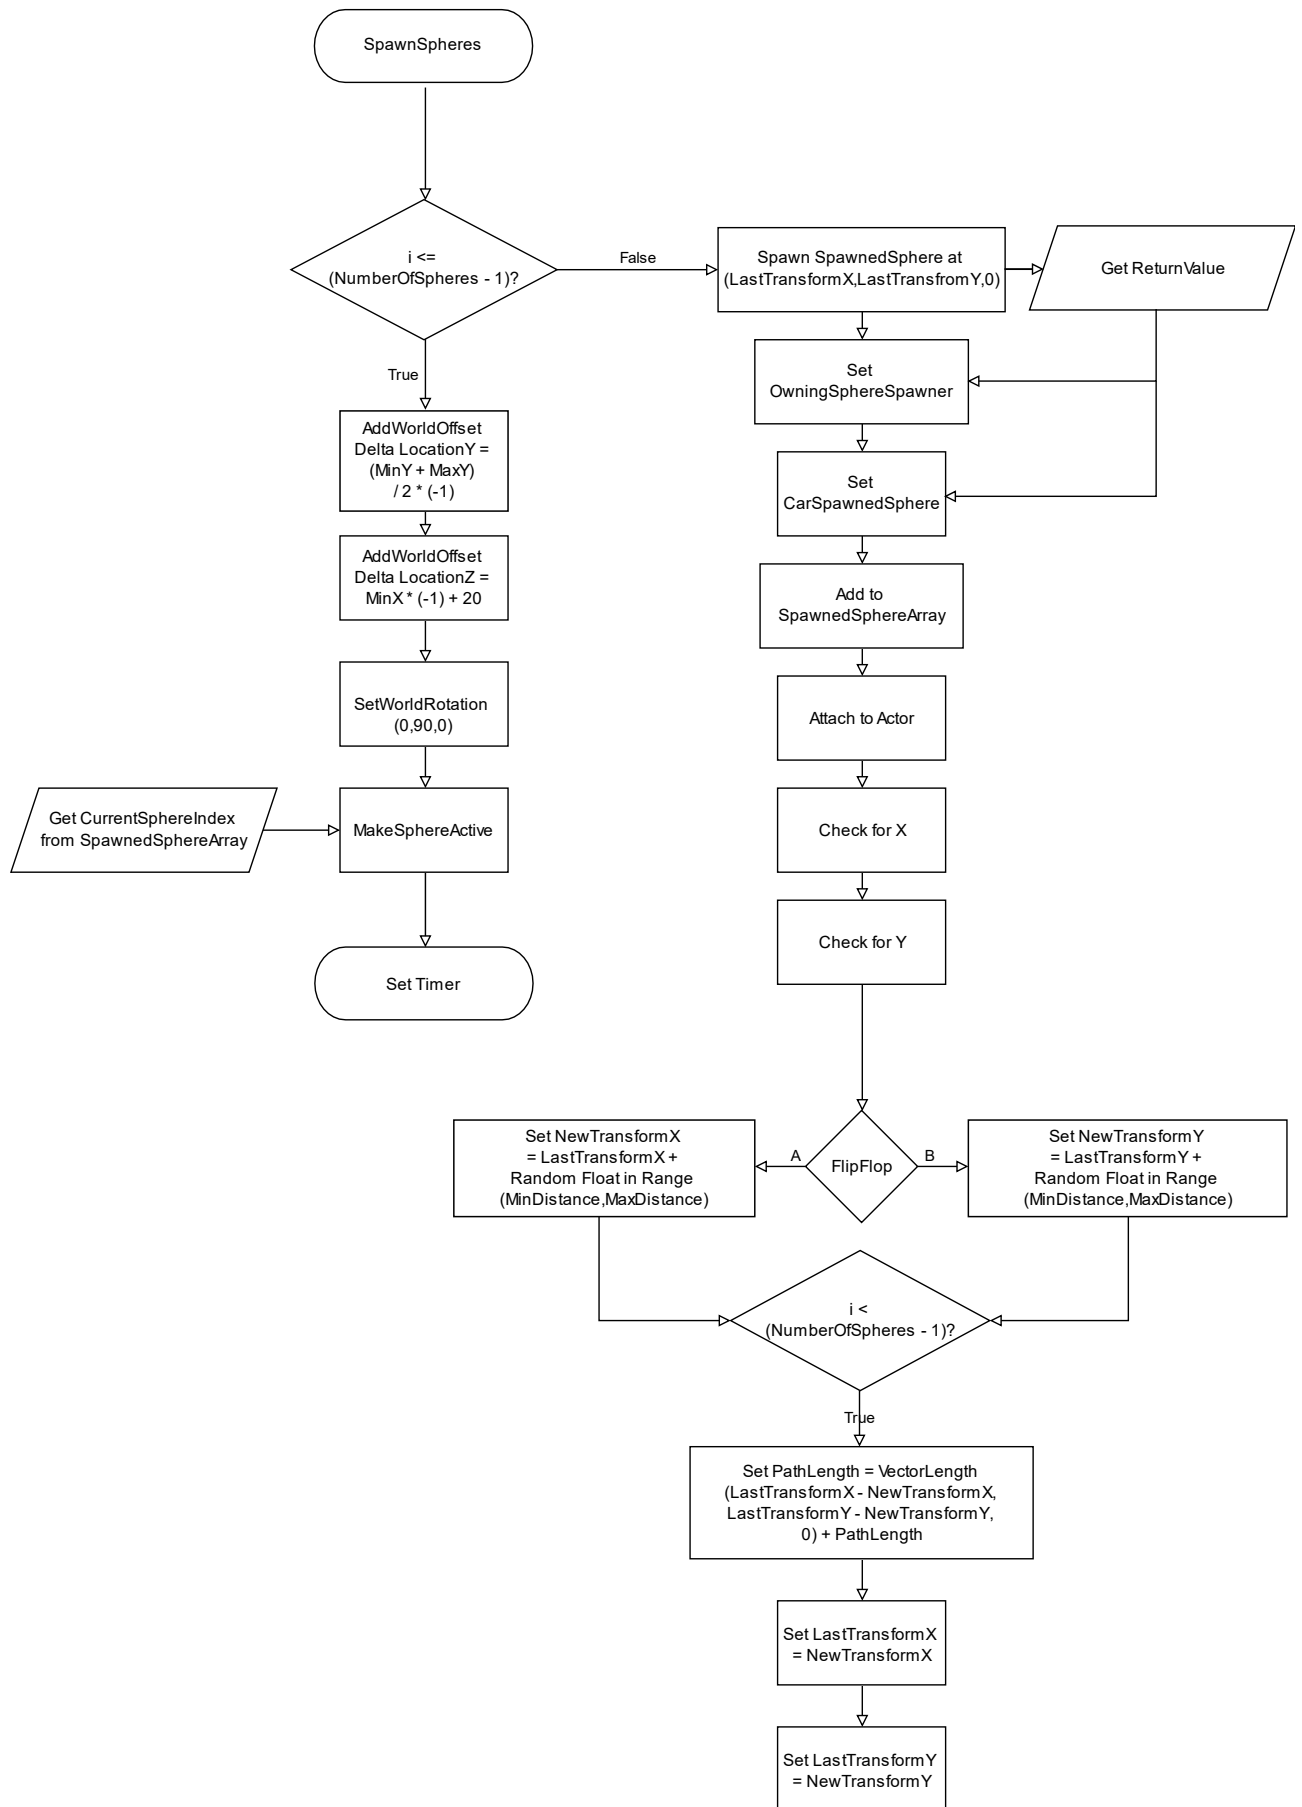 SpawnSpheres
i <=
(NumberOfSpheres - 1)?
False
Spawn SpawnedSphere at
(LastTransformX,LastTransfromY,0)
Get ReturnValue
True
Set
OwningSphereSpawner
AddWorldOffset
Delta LocationY =
(MinY + MaxY)
/ 2 * (-1)
Set
CarSpawnedSphere
AddWorldOffset
Delta LocationZ =
MinX * (-1) + 20
Add to
SpawnedSphereArray
SetWorldRotation
(0,90,0)
Attach to Actor
Get CurrentSphereIndex
from SpawnedSphereArray
MakeSphereActive
Check for X
Check for Y
Set Timer
Set NewTransformX
= LastTransformX +
Random Float in Range
(MinDistance,MaxDistance)
A
FlipFlop
B
Set NewTransformY
= LastTransformY +
Random Float in Range
(MinDistance,MaxDistance)
i <
(NumberOfSpheres - 1)?
True
Set PathLength = VectorLength
(LastTransformX - NewTransformX,
LastTransformY - NewTransformY,
0) + PathLength
Set LastTransformX
= NewTransformX
Set LastTransformY
= NewTransformY